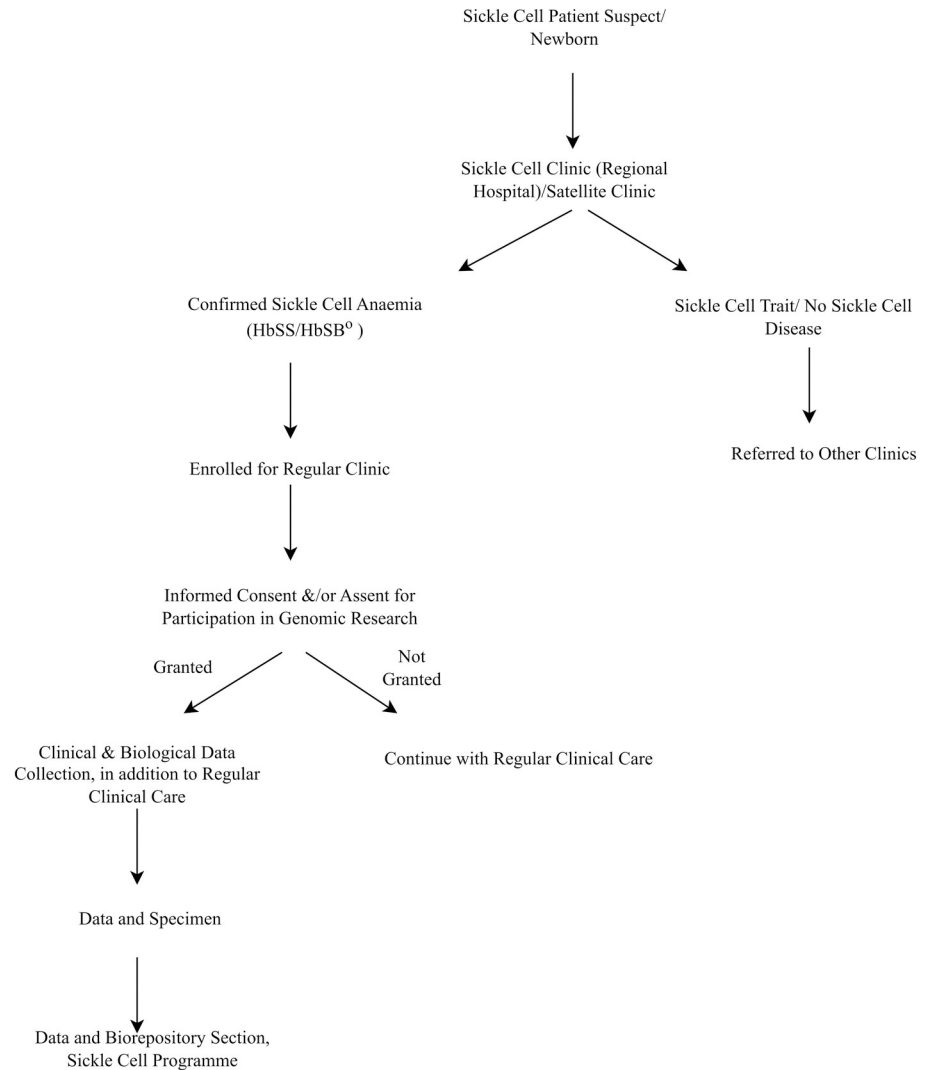 Sickle Cell Patient Suspect/
Newborn
Sickle Cell Clinic (Regional
Hospital)/Satellite Clinic
Confirmed Sickle Cell Anaemia
(HbSS/HbSBº )
Sickle Cell Trait/ No Sickle Cell
Disease
Enrolled for Regular Clinic
Referred to Other Clinics
Informed Consent &/or Assent for
Participation in Genomic Research
Granted
Not
Granted
Clinical & Biological Data
Collection, in addition to Regular
Clinical Care
Continue with Regular Clinical Care
Data and Specimen
Data and Biorepository Section,
Sickle Cell Programme